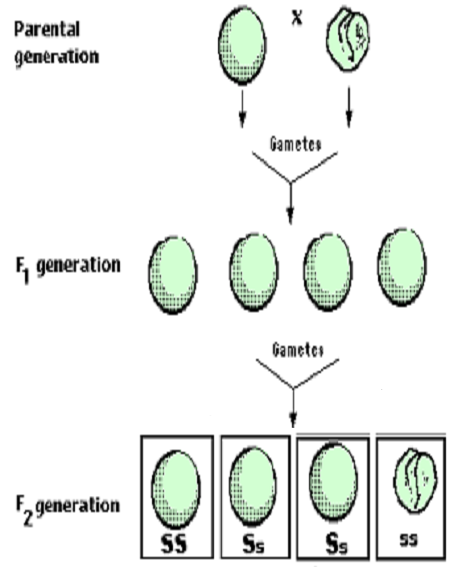 Parental
generation
x
Gametes
F1 generation
Gametes
F2 generation
SS
Ss
Ss
ss